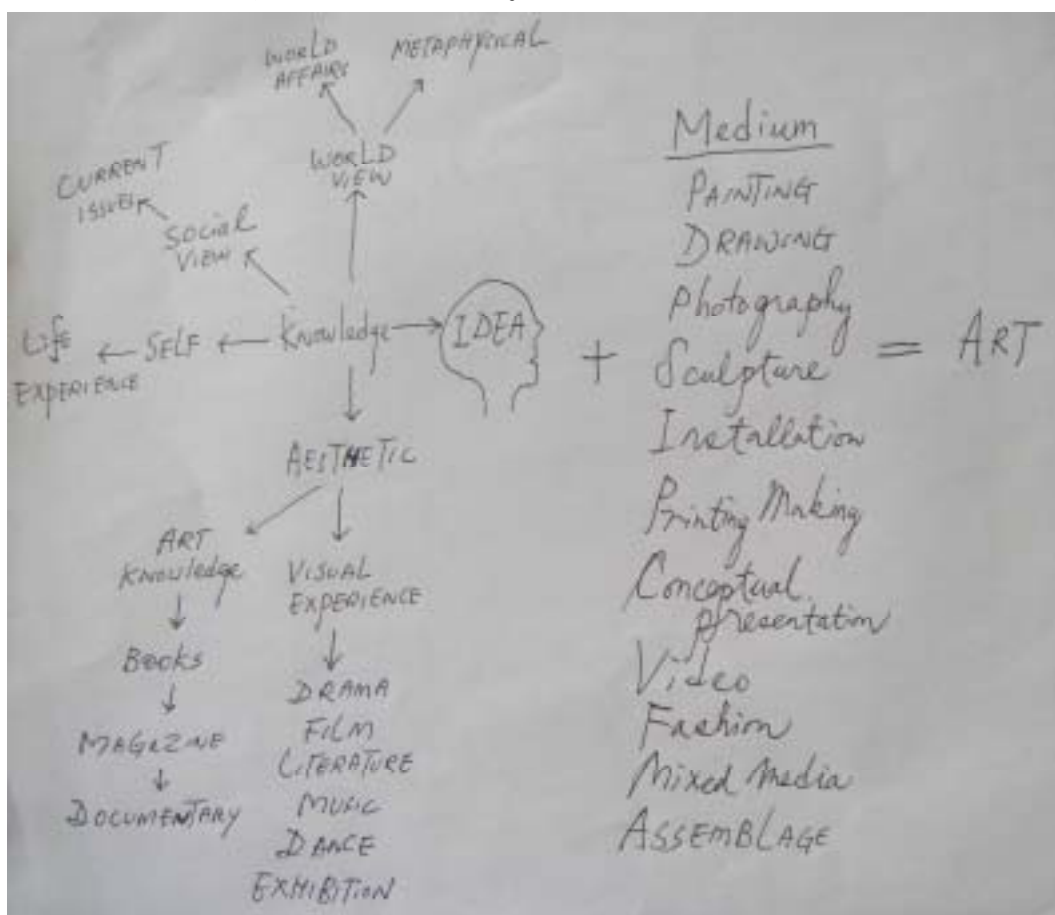 WORLD
AFFAIRS
METAPHYSICAL
WORLD
VIEW
CURRENT
ISSUES
SOCIAL
VIEW
Life
EXPERIENCE
SELF
Knowledge
IDEA
+
AESTHETIC
ART
Knowledge
Books
MAGAZINE
DOCUMENTARY
VISUAL
EXPERIENCE
DRAMA
FILM
LITERATURE
MUSIC
DANCE
EXHIBITION
Medium
PAINTING
DRAWING
Photography
Sculpture
Installation
Printing Making
Conceptual
presentation
Video
Fashion
Mixed Media
ASSEMBLAGE
= ART